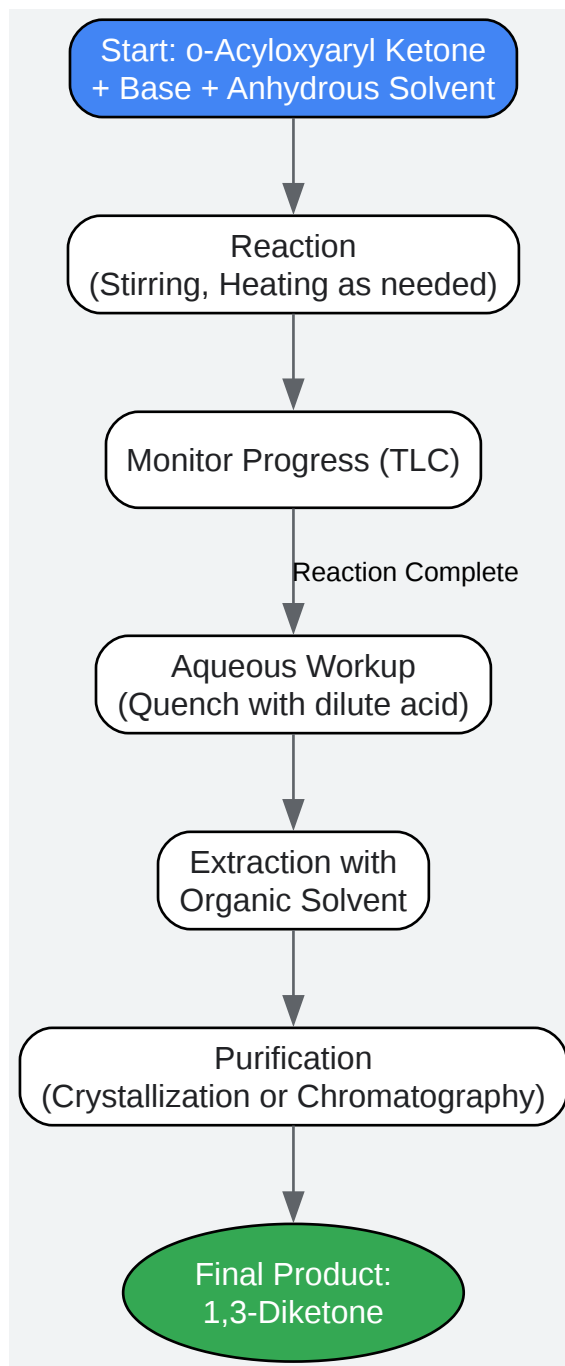 Start: o-Acyloxyaryl Ketone
+ Base + Anhydrous Solvent
Reaction
(Stirring, Heating as needed)
Monitor Progress (TLC)
Reaction Complete
Aqueous Workup
(Quench with dilute acid)
Extraction with
Organic Solvent
Purification
(Crystallization or Chromatography)
Final Product:
1,3-Diketone